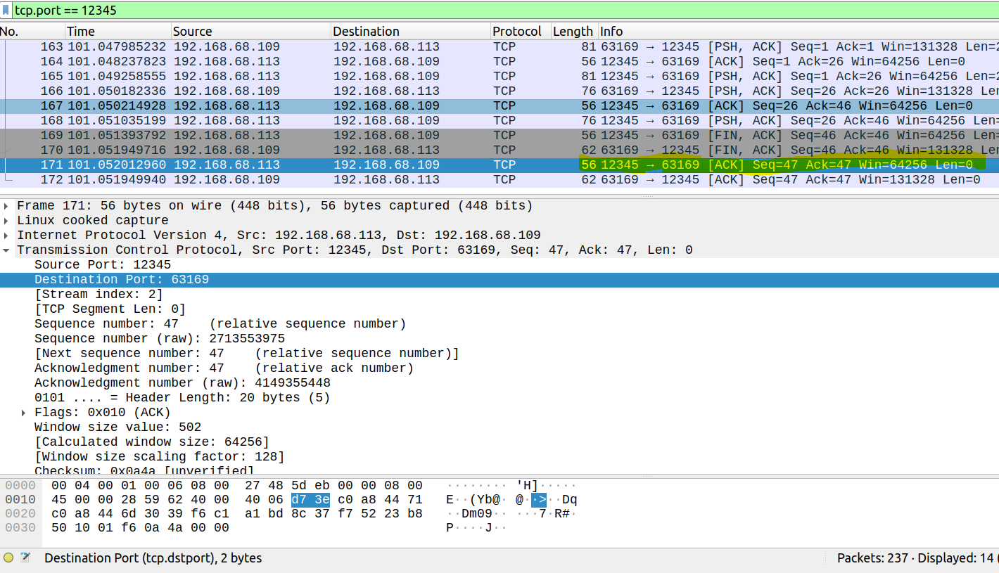 tcp.port == 12345
No. Time Source Destination Protocol Length Info
163 101.047985232 192.168.68.109 192.168.68.113 TCP 81 63169 → 12345 [PSH, ACK] Seq=1 Ack=1 Win=131328 Len=2
164 101.048237823 192.168.68.113 192.168.68.109 TCP 56 12345 → 63169 [ACK] Seq=1 Ack=26 Win=64256 Len=0
165 101.049258555 192.168.68.113 192.168.68.109 TCP 81 12345 → 63169 [PSH, ACK] Seq=1 Ack=26 Win=64256 Len=2
166 101.050182336 192.168.68.109 192.168.68.113 TCP 76 63169 → 12345 [PSH, ACK] Seq=26 Ack=26 Win=131328 Len
167 101.050214928 192.168.68.113 192.168.68.109 TCP 56 12345 → 63169 [ACK] Seq=26 Ack=46 Win=64256 Len=0
168 101.051035199 192.168.68.113 192.168.68.109 TCP 76 12345 → 63169 [PSH, ACK] Seq=26 Ack=46 Win=64256 Len=
169 101.051393792 192.168.68.113 192.168.68.109 TCP 56 12345 → 63169 [FIN, ACK] Seq=46 Ack=46 Win=64256 Len=
170 101.051949716 192.168.68.109 192.168.68.113 TCP 62 63169 → 12345 [FIN, ACK] Seq=46 Ack=46 Win=131328 Len
171 101.052012960 192.168.68.113 192.168.68.109 TCP 56 12345 → 63169 [ACK] Seq=47 Ack=47 Win=64256 Len=0
172 101.051949940 192.168.68.109 192.168.68.113 TCP 62 63169 → 12345 [ACK] Seq=47 Ack=47 Win=131328 Len=0
Frame 171: 56 bytes on wire (448 bits), 56 bytes captured (448 bits)
Linux cooked capture
Internet Protocol Version 4, Src: 192.168.68.113, Dst: 192.168.68.109
Transmission Control Protocol, Src Port: 12345, Dst Port: 63169, Seq: 47, Ack: 47, Len: 0
Source Port: 12345
Destination Port: 63169
[Stream index: 2]
[TCP Segment Len: 0]
Sequence number: 47 (relative sequence number)
Sequence number (raw): 2713553975
[Next sequence number: 47 (relative sequence number)]
Acknowledgment number: 47 (relative ack number)
Acknowledgment number (raw): 4149355448
0101 .... = Header Length: 20 bytes (5)
Flags: 0x010 (ACK)
Window size value: 502
[Calculated window size: 64256]
[Window size scaling factor: 128]
Checksum: 0x0a4a [unverified]
0000 00 04 00 01 00 06 08 00 27 48 5d eb 00 00 08 00 ········ 'H]·····
0010 45 00 00 28 59 62 40 00 40 06 d7 3e c0 a8 44 71 E··(Yb@· @··>··Dq
0020 c0 a8 44 6d 30 39 f6 c1 a1 bd 8c 37 f7 52 23 b8 ··Dm09·· ···7·R#·
0030 50 10 01 f6 0a 4a 00 00 P····J··
Destination Port (tcp.dstport), 2 bytes Packets: 237 · Displayed: 14 (